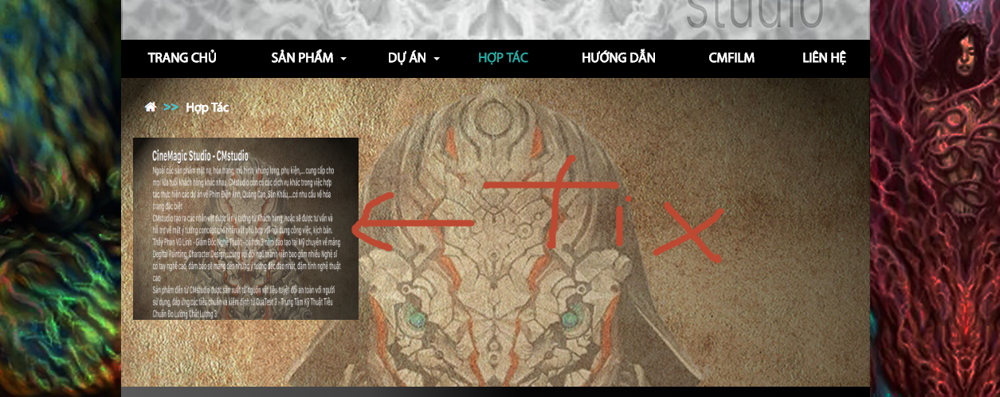 studio
TRANG CHỦ SẢN PHẨM DỰ ÁN HỢP TÁC HƯỚNG DẪN CMFILM LIÊN HỆ
>> Hợp Tác
CineMagic Studio - CMstudio
Ngoài các sản phẩm mặt nạ, hóa trang, mô hình, khủng long, phụ kiện,... cung cấp cho
mọi lứa tuổi khách hàng khác nhau, CMstudio còn có các dịch vụ khác trong việc hợp
tác thực hiện các dự án về Phim Điện Ảnh, Quảng Cáo, Sân Khấu,...có nhu cầu về hóa
trang đặc biệt
CMstudio tạo ra các nhân vật được lên ý tưởng từ Khách hàng, hoặc sẽ được tư vấn và
hỗ trợ về mặt ý tưởng concept cho nhân vật phù hợp với nội dung công việc, kịch bản.
Thầy Phan Vũ Linh - Giám Đốc Nghệ Thuật - có hơn 3 năm đào tạo tại Mỹ chuyên về mảng
Degital Painting, Character Design,...cùng với đội ngũ thành viên bao gồm nhiều Nghệ sĩ
có tay nghề cao, đảm bảo sẽ mang đến những ý tưởng độc đáo nhất, đậm tính nghệ thuật
cao
Sản phẩm đến từ CMstudio được sản xuất từ nguồn vật liệu tuyệt đối an toàn với người
sử dụng, đáp ứng các tiêu chuẩn và kiểm định từ QuaTest 3 - Trung Tâm Kỹ Thuật Tiêu
Chuẩn Đo Lường Chất Lượng 3
Fix